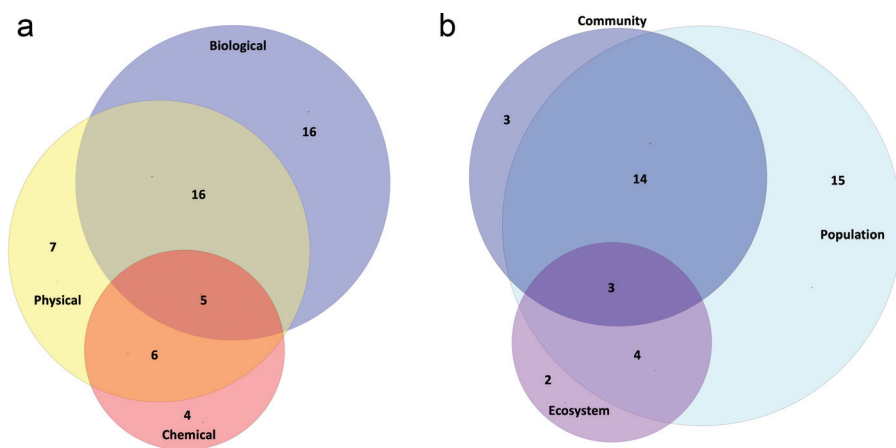 a
Biological
16
16
7
Physical
5
6
4
Chemical
b
Community
3
14
15
Population
3
4
2
Ecosystem